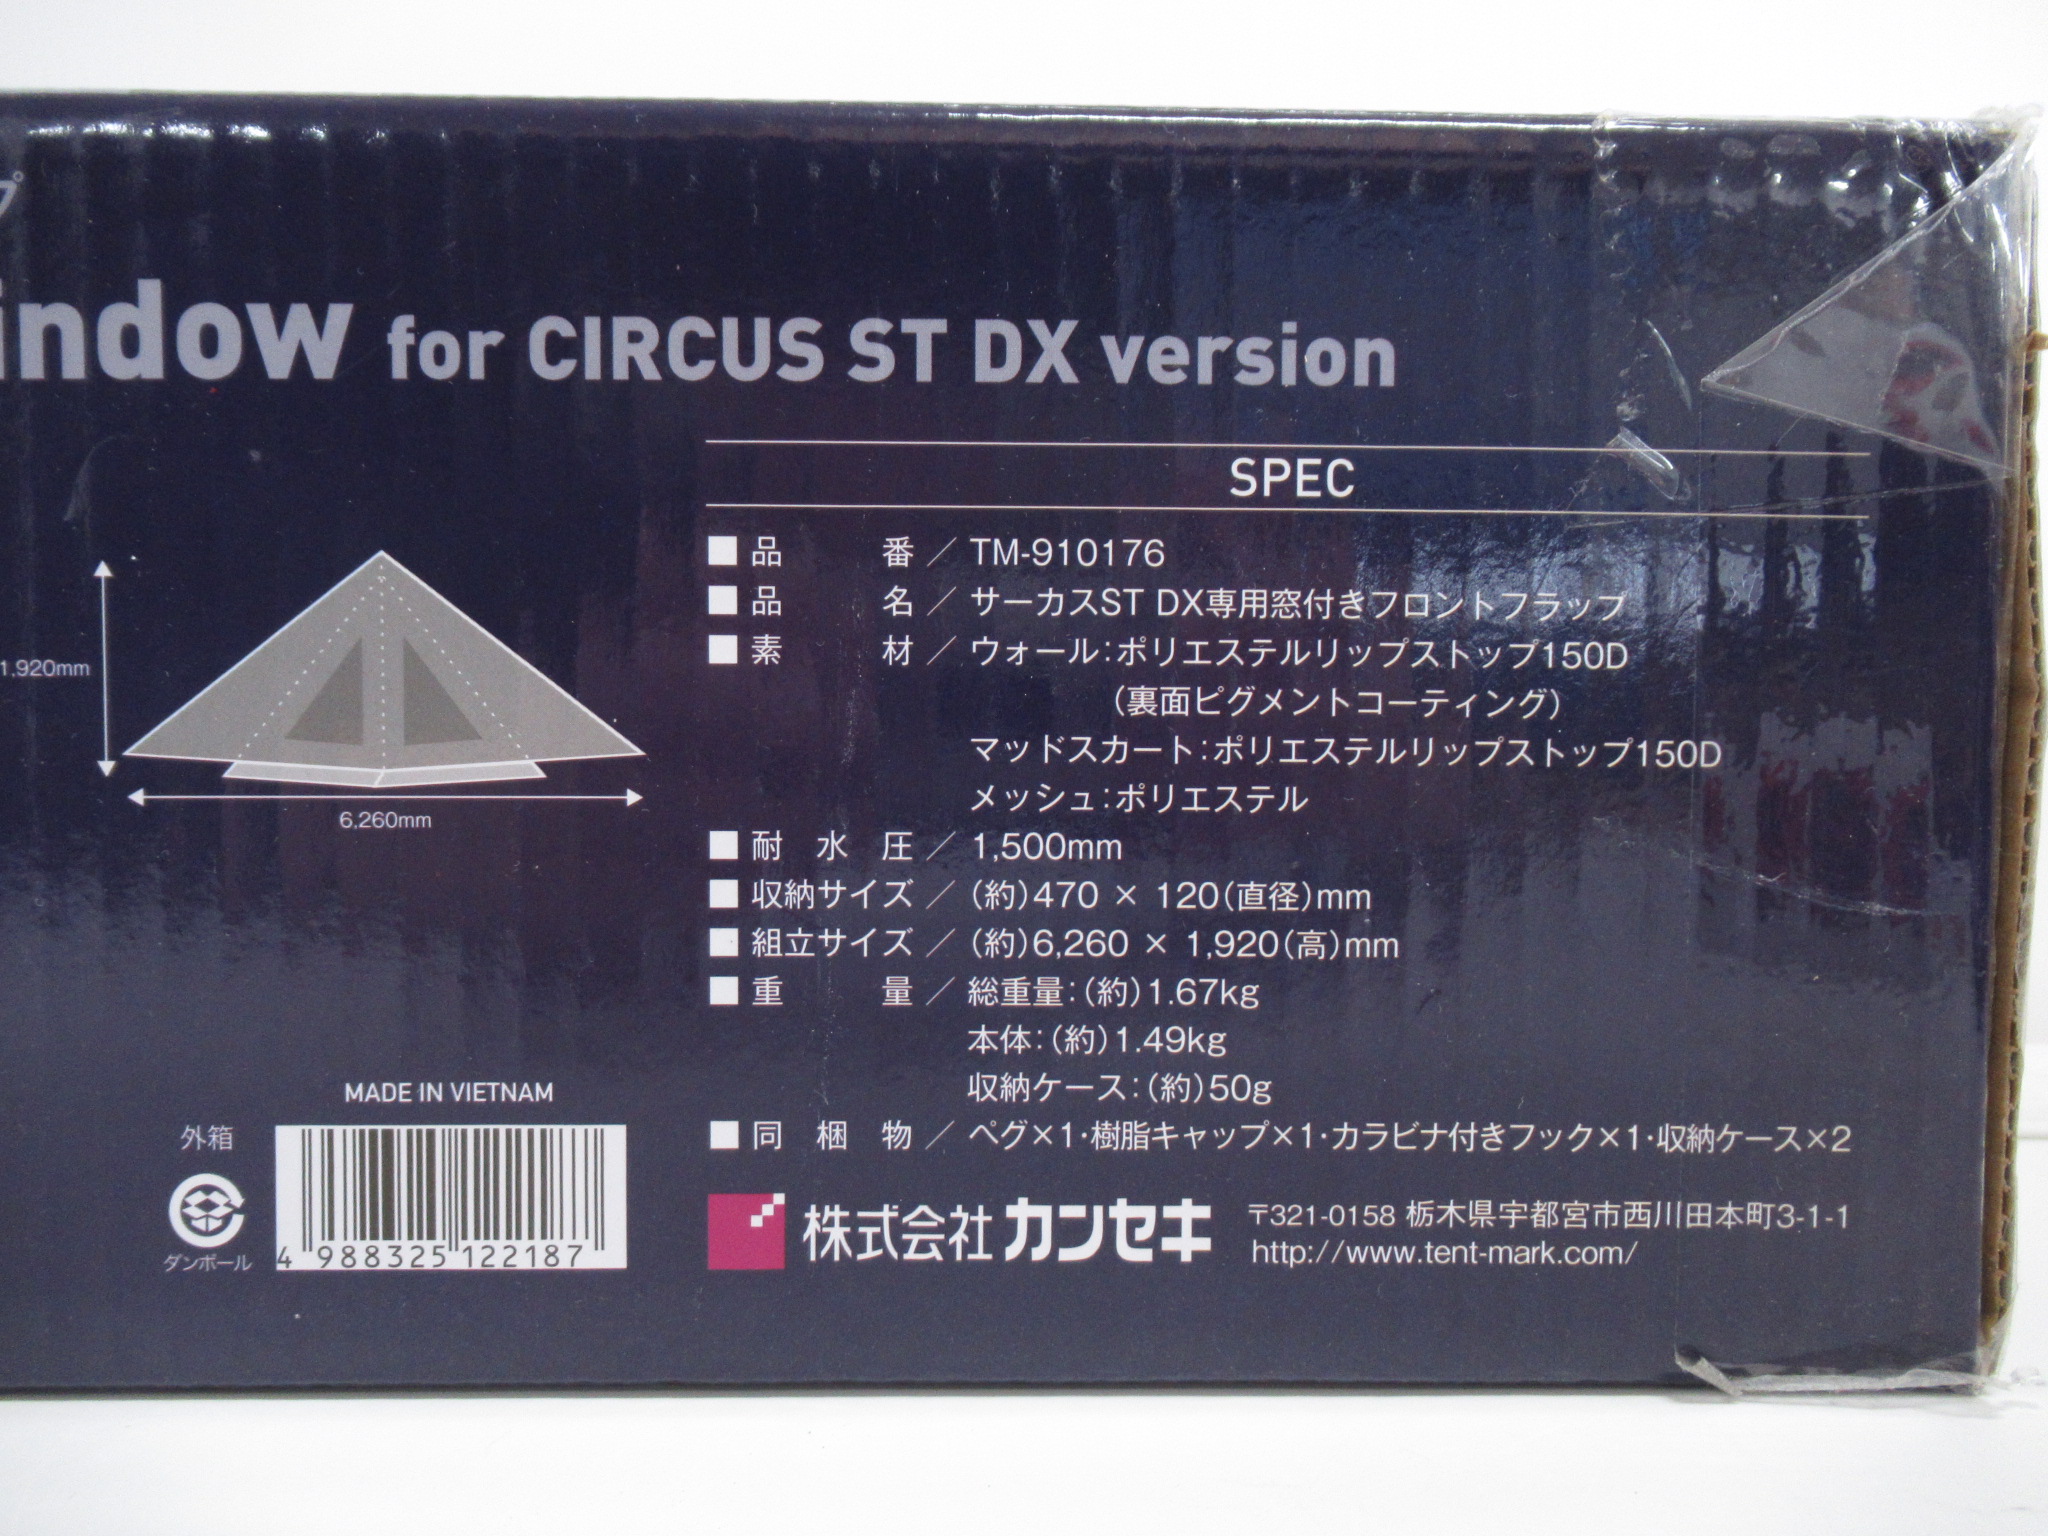 プ
indow for CIRCUS ST DX version
SPEC
■品 番／TM-910176
■品 名／サーカスST DX専用窓付きフロントフラップ
■素 材／ウォール：ポリエステルリップストップ150D
（裏面ピグメントコーティング）
マッドスカート：ポリエステルリップストップ150D
メッシュ：ポリエステル
■耐 水 圧／1,500mm
■収納サイズ／（約）470 × 120（直径）mm
■組立サイズ／（約）6,260 × 1,920（高）mm
■重 量／総重量：（約）1.67kg
本体：（約）1.49kg
収納ケース：（約）50g
■同 梱 物／ペグ×1・樹脂キャップ×1・カラビナ付きフック×1・収納ケース×2
1,920mm
6,260mm
MADE IN VIETNAM
外箱
ダンボール
4 988325 122187
株式会社カンセキ
〒321-0158 栃木県宇都宮市西川田本町3-1-1
http://www.tent-mark.com/